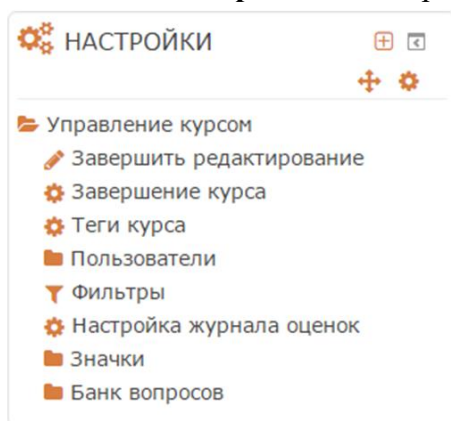 НАСТРОЙКИ
Управление курсом
Завершить редактирование
Завершение курса
Теги курса
Пользователи
Фильтры
Настройка журнала оценок
Значки
Банк вопросов